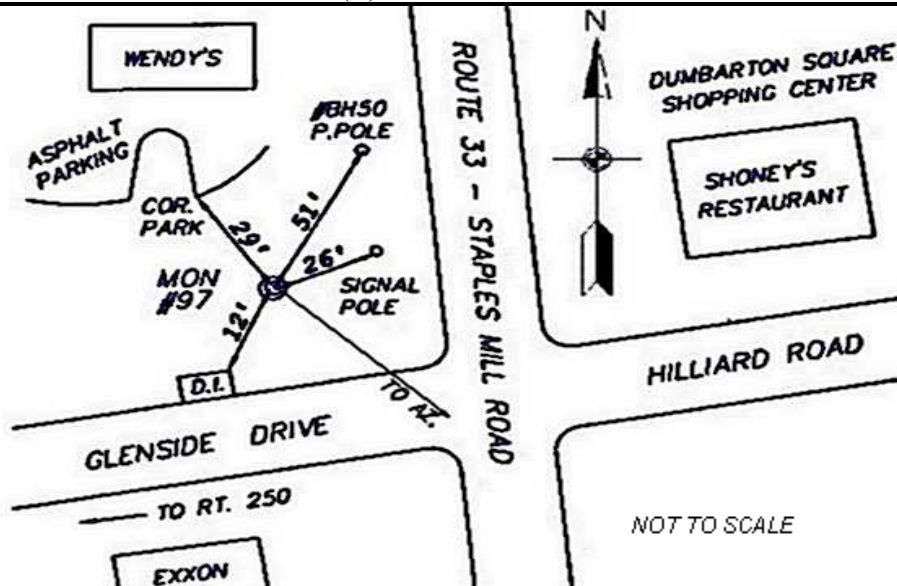 WENDY'S
ASPHALT
PARKING
#BH50
P.POLE
COR.
PARK
29'
51'
26'
SIGNAL
POLE
MON
#97
12'
D.I.
TO AZ.
GLENSIDE DRIVE
TO RT. 250
EXXON
ROUTE 33 - STAPLES MILL ROAD
N
DUMBARTON SQUARE
SHOPPING CENTER
SHONEY'S
RESTAURANT
HILLIARD ROAD
NOT TO SCALE